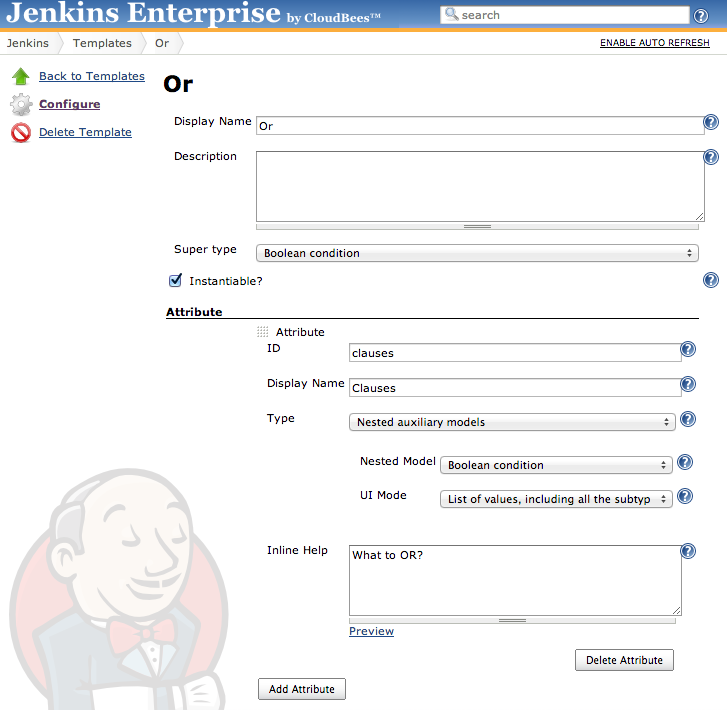 Jenkins Enterprise by CloudBees™
search
Jenkins Templates Or
ENABLE AUTO REFRESH
Back to Templates
Configure
Delete Template
Or
Display Name Or
Description
Super type Boolean condition
Instantiable?
Attribute
Attribute
ID clauses
Display Name Clauses
Type Nested auxiliary models
Nested Model Boolean condition
UI Mode List of values, including all the subtyp
Inline Help What to OR?
Preview
Delete Attribute
Add Attribute